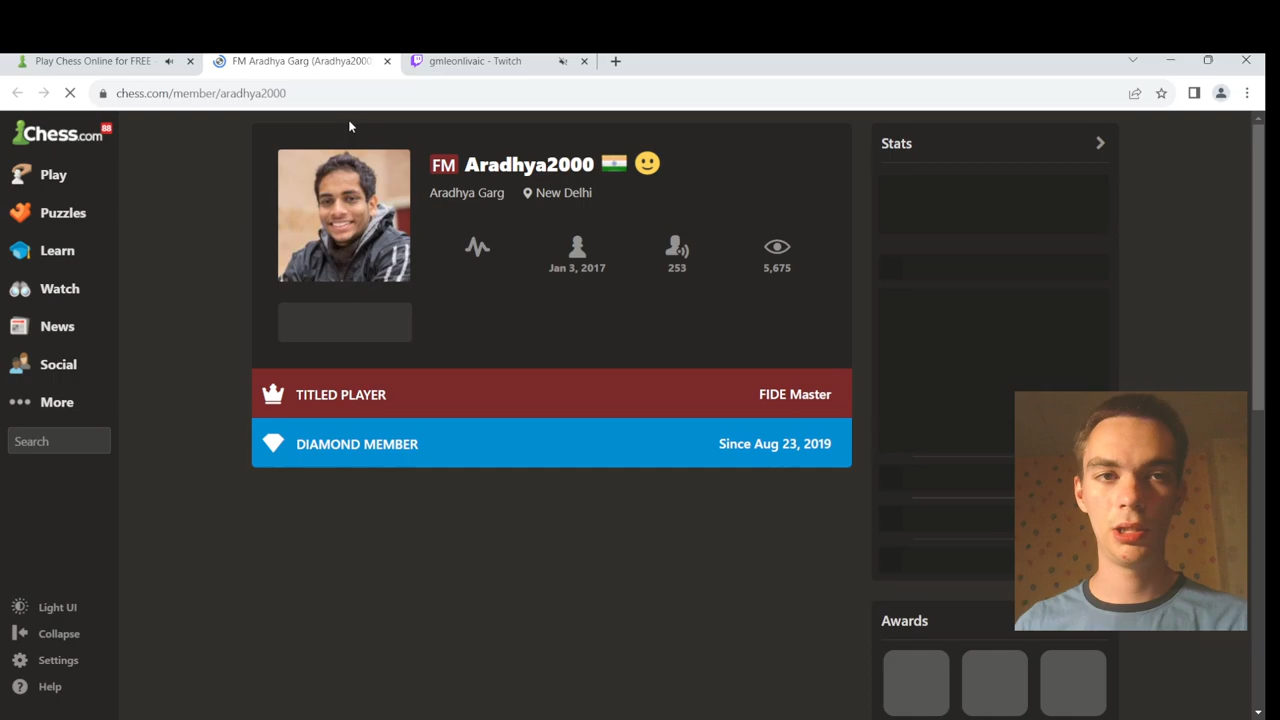 Play Chess Online for FREE
FM Aradhya Garg (Aradhya2000
gmleonlivaic - Twitch
chess.com/member/aradhya2000
Chess.com
88
Play
Puzzles
Learn
Watch
News
Social
More
Search
Light UI
Collapse
Settings
Help
FM Aradhya2000
Aradhya Garg New Delhi
Jan 3, 2017 253 5,675
TITLED PLAYER FIDE Master
DIAMOND MEMBER Since Aug 23, 2019
Stats
Awards